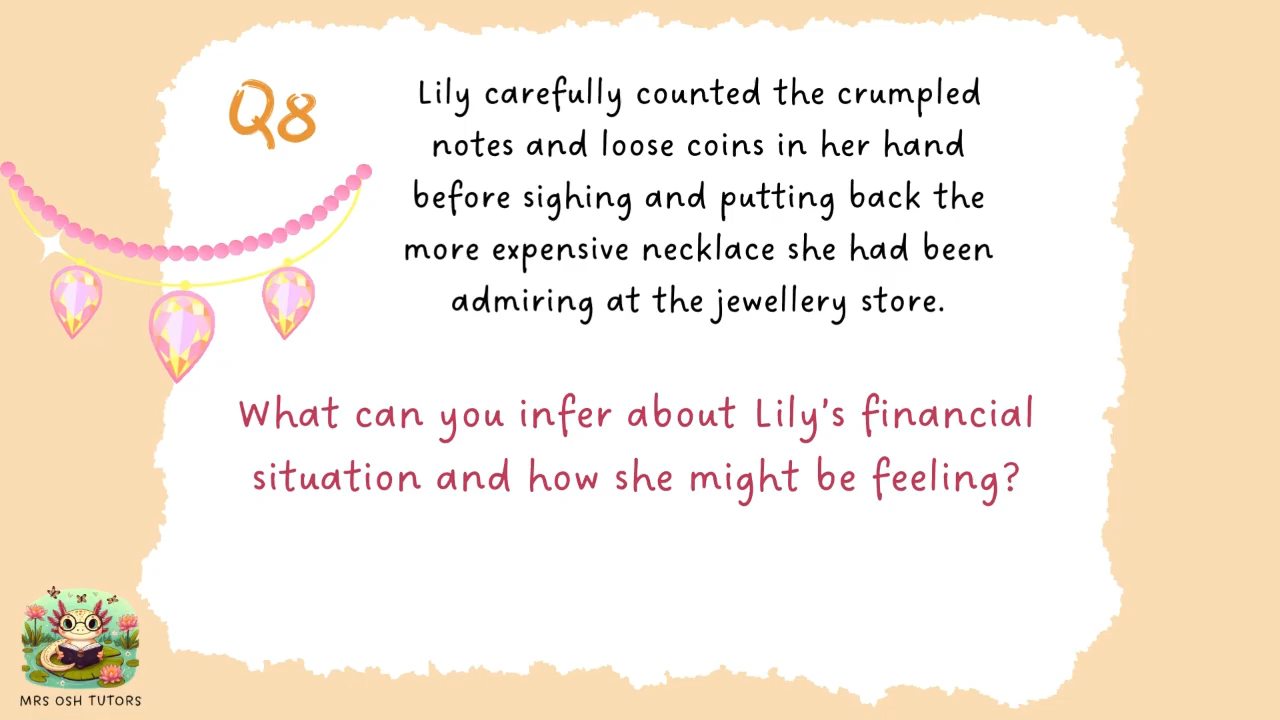 Q8
Lily carefully counted the crumpled
notes and loose coins in her hand
before sighing and putting back the
more expensive necklace she had been
admiring at the jewellery store.
What can you infer about Lily's financial
situation and how she might be feeling?
MRS OSH TUTORS